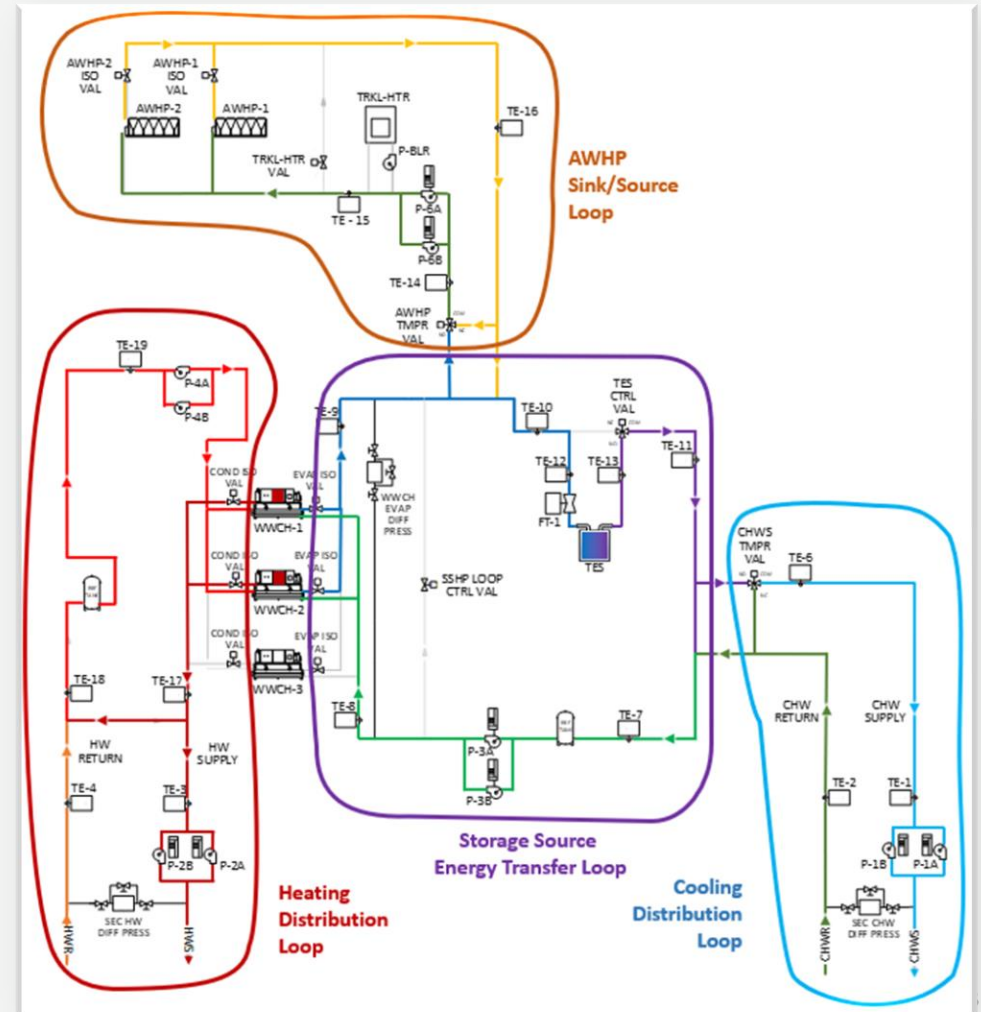 AWHP-2
ISO
VAL
AWHP-1
ISO
VAL
AWHP-2
AWHP-1
TRKL-HTR
P-BLR
TRKL-HTR
VAL
TE-16
AWHP
Sink/Source
Loop
TE - 15
P-6A
P-6B
TE-14
AWHP
TMPR
VAL
TE-19
P-4A
P-4B
TE-9
TE-10
TES
CTRL
VAL
TE-11
TE-12
TE-13
FT-1
TES
COND ISO
VAL
EVAP ISO
VAL
WWCH-1
WWCH
EVAP
DIFF
PRESS
COND ISO
VAL
EVAP ISO
VAL
WWCH-2
SSHP LOOP
CTRL VAL
COND ISO
VAL
EVAP ISO
VAL
WWCH-3
CHWS
TMPR
VAL
TE-6
TE-18
TE-17
TE-8
TE-7
P-3A
P-3B
HW
RETURN
HW
SUPPLY
CHW
RETURN
CHW
SUPPLY
TE-4
TE-3
TE-2
TE-1
P-2B
P-2A
P-1B
P-1A
Storage Source
Energy Transfer Loop
SEC HW
DIFF PRESS
HWR
HWS
Heating
Distribution
Loop
Cooling
Distribution
Loop
SEC CHW
DIFF PRESS
CHWR
CHWS